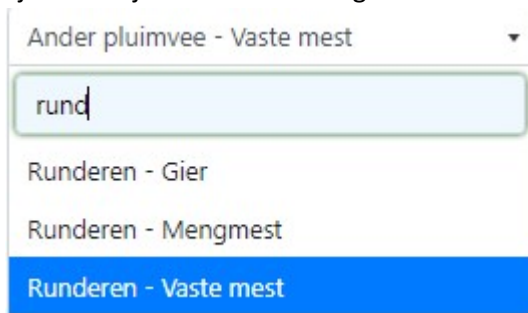 Ander pluimvee - Vaste mest
rund
Runderen - Gier
Runderen - Mengmest
Runderen - Vaste mest